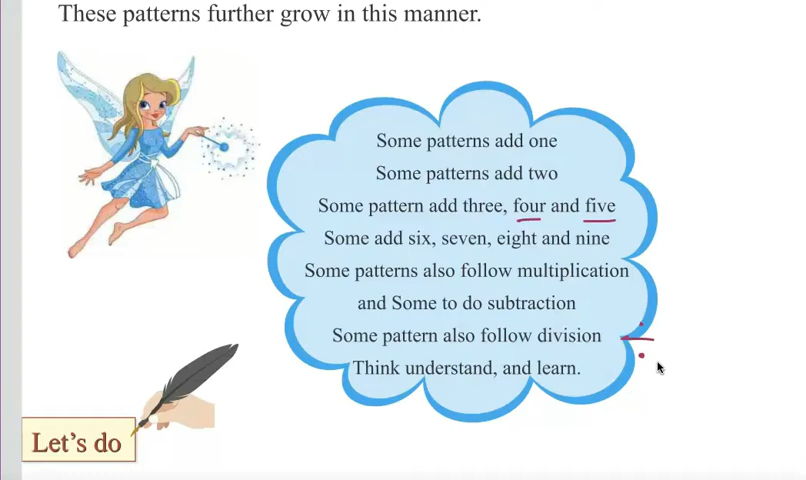 These patterns further grow in this manner.
Some patterns add one
Some patterns add two
Some pattern add three, four and five
Some add six, seven, eight and nine
Some patterns also follow multiplication
and Some to do subtraction
Some pattern also follow division ÷
Think understand, and learn.
Let's do